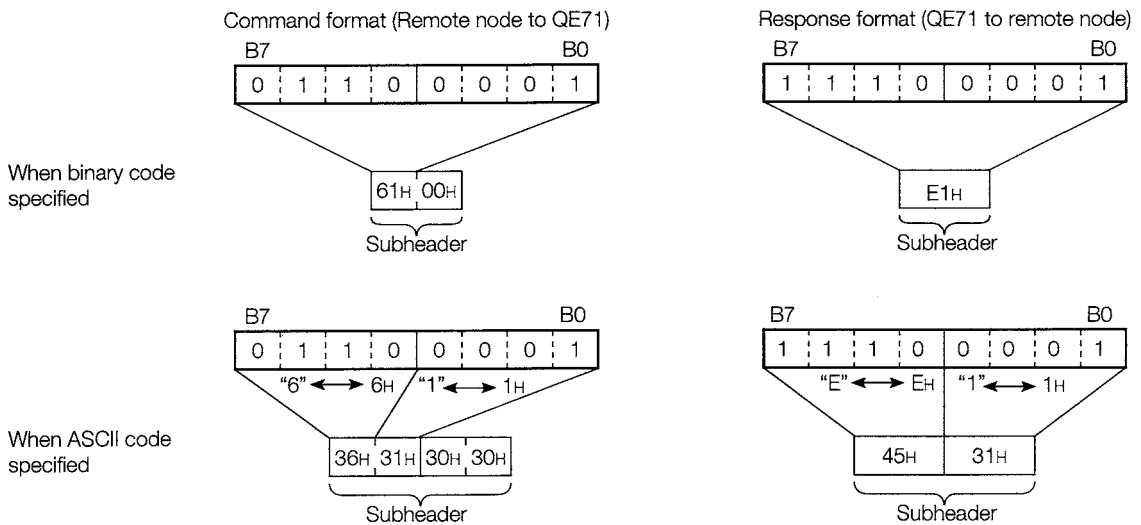 Command format (Remote node to QE71)
B7 B0
0 1 1 0 0 0 0 1
When binary code
specified
61H 00H
Subheader
Response format (QE71 to remote node)
B7 B0
1 1 1 0 0 0 0 1
E1H
Subheader
B7 B0
0 1 1 0 0 0 0 1
“6” 6H “1” 1H
When ASCII code
specified
36H 31H 30H 30H
Subheader
B7 B0
1 1 1 0 0 0 0 1
“E” EH “1” 1H
45H 31H
Subheader